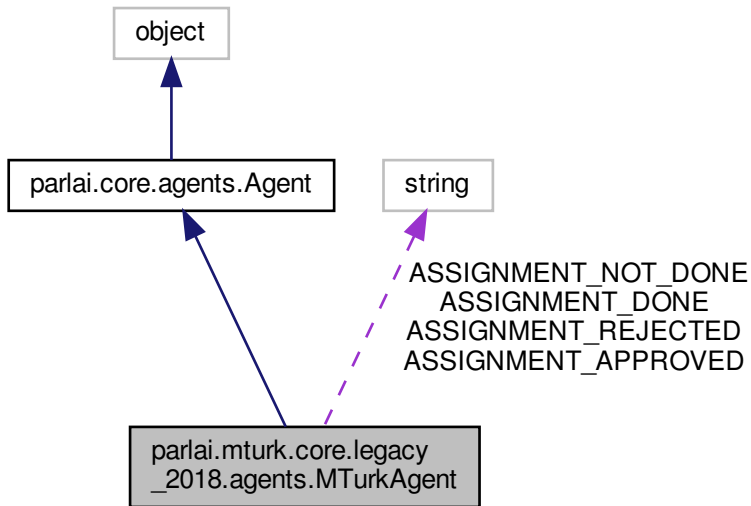 object
parlai.core.agents.Agent
string
ASSIGNMENT_NOT_DONE
ASSIGNMENT_DONE
ASSIGNMENT_REJECTED
ASSIGNMENT_APPROVED
parlai.mturk.core.legacy
_2018.agents.MTurkAgent